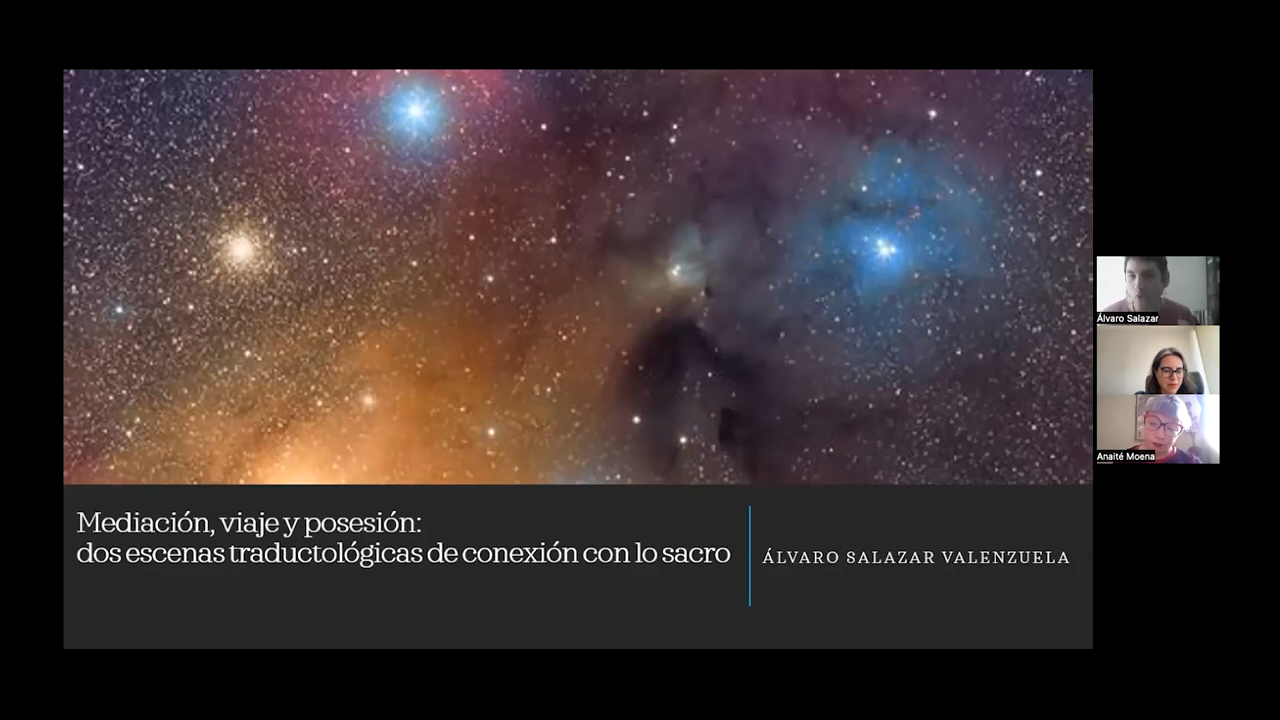 Mediación, viaje y posesión:
dos escenas traductológicas de conexión con lo sacro
ÁLVARO SALAZAR VALENZUELA
Álvaro Salazar
Anaité Moena